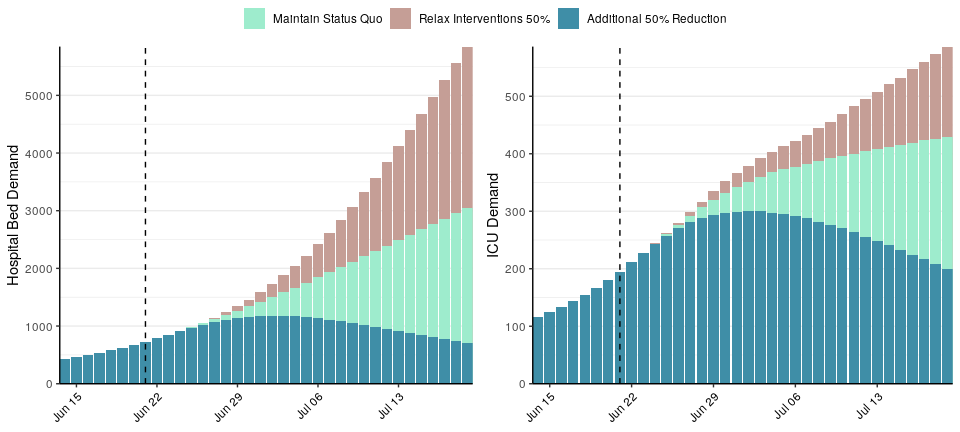 Maintain Status Quo Relax Interventions 50% Additional 50% Reduction
Hospital Bed Demand
5000
4000
3000
2000
1000
0
Jun 15 Jun 22 Jun 29 Jul 06 Jul 13
ICU Demand
500
400
300
200
100
0
Jun 15 Jun 22 Jun 29 Jul 06 Jul 13